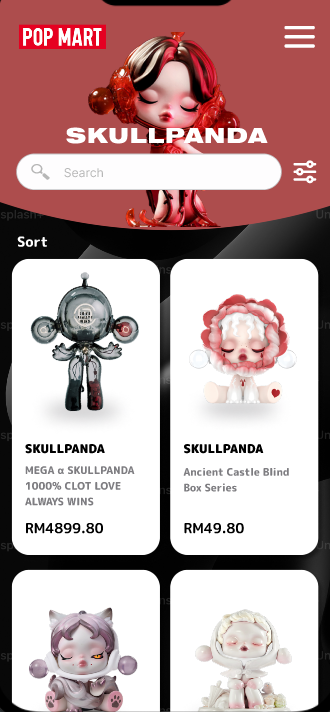 POP MART
SKULLPANDA
Search
Sort
SKULLPANDA
MEGA α SKULLPANDA
1000% CLOT LOVE
ALWAYS WINS
RM4899.80
SKULLPANDA
Ancient Castle Blind
Box Series
RM49.80